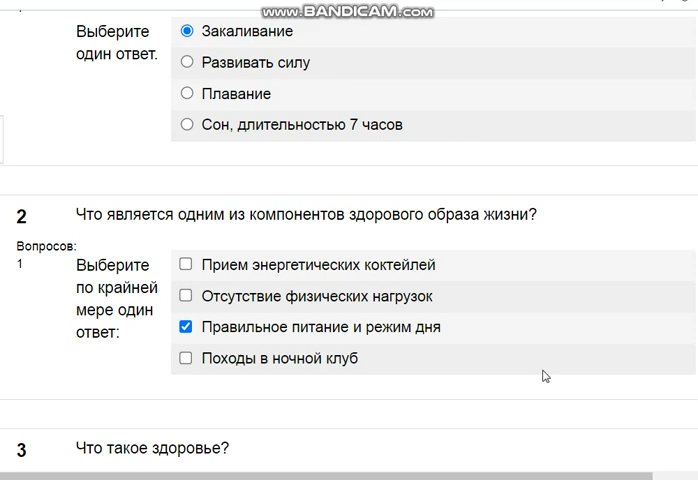 www.BANDICAM.com
Выберите
один ответ.
Закаливание
Развивать силу
Плавание
Сон, длительностью 7 часов
2
Что является одним из компонентов здорового образа жизни?
Вопросов:
1
Выберите
по крайней
мере один
ответ:
Прием энергетических коктейлей
Отсутствие физических нагрузок
Правильное питание и режим дня
Походы в ночной клуб
3
Что такое здоровье?